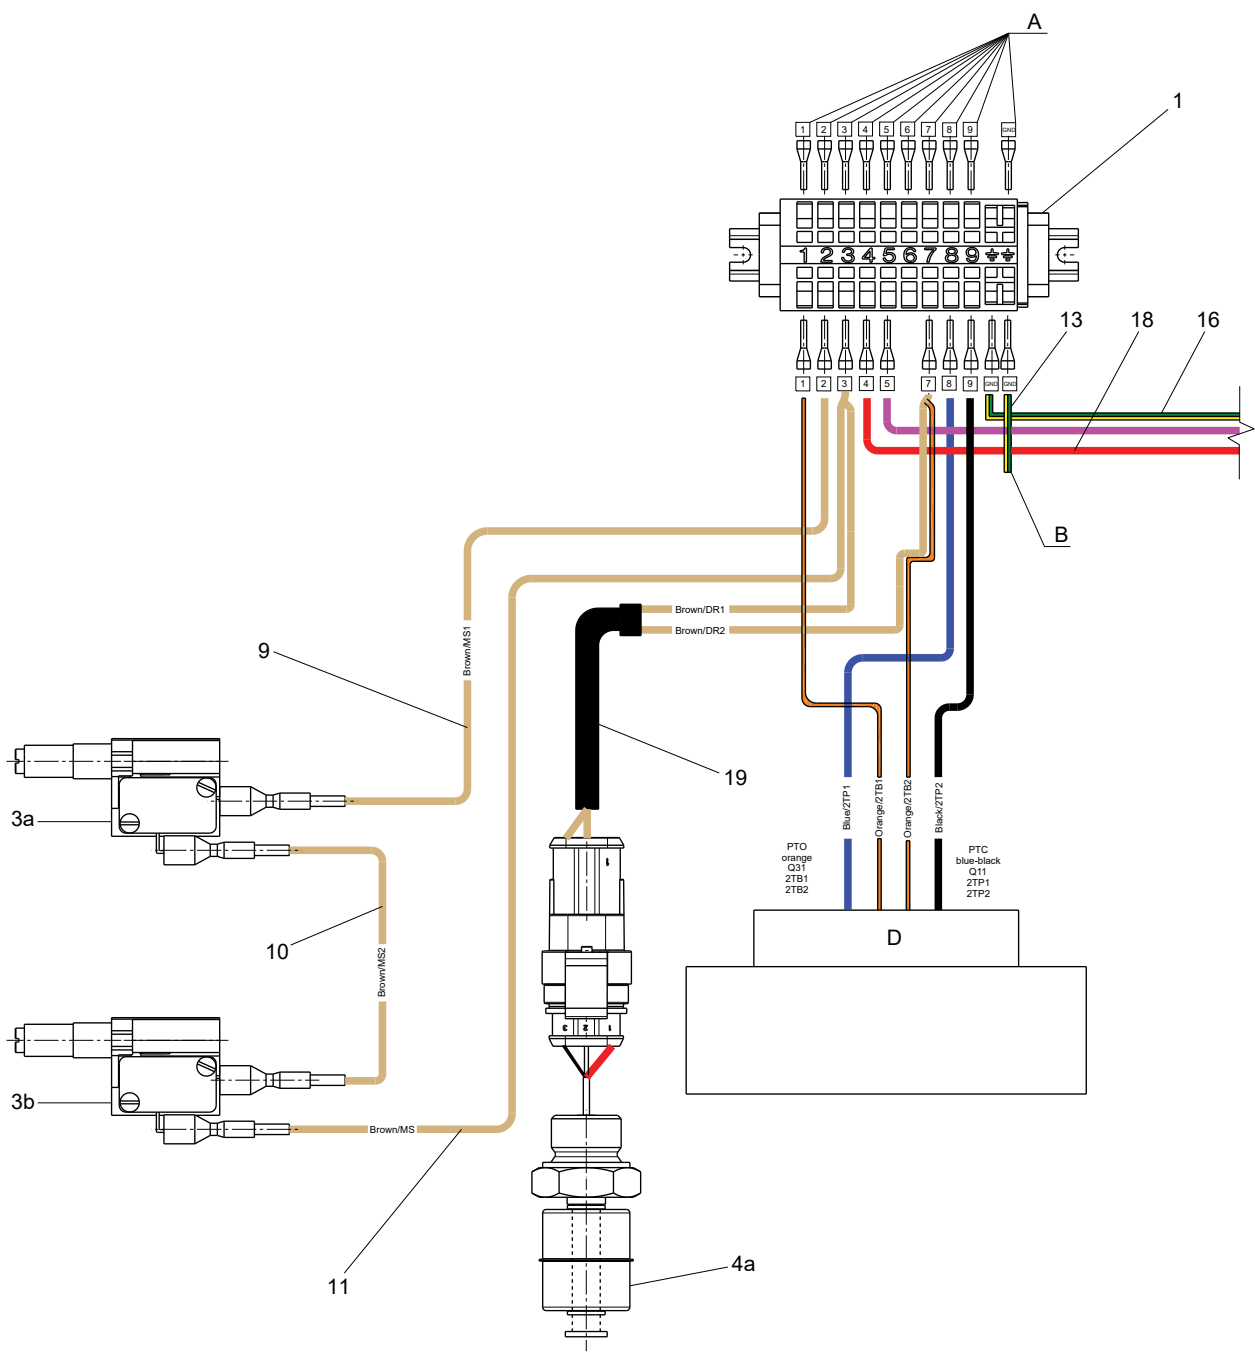 A
1
1 2 3 4 5 6 7 8 9 GND
1 2 3 4 5 6 7 8 9
13 18 16
1 2 3 4 5 7 8 9 GND GND
B
Brown/DR1
Brown/DR2
Brown/MS1
9
19
3a
Blue/2TP1
Orange/2TB1
Orange/2TB2
Black/2TP2
PTO
orange
Q31
2TB1
2TB2
PTC
blue-black
Q11
2TP1
2TP2
1
D
10
Brown/MS2
3 2 1
3b
Brown/MS
11
4a